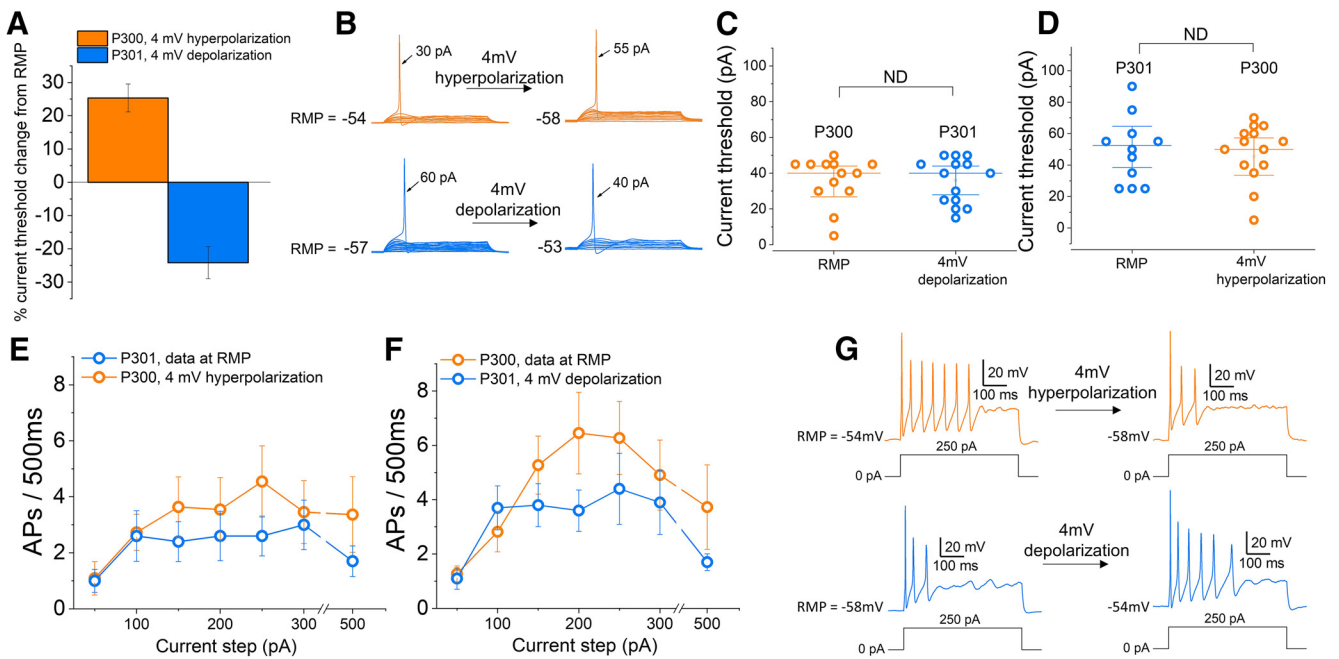 A
P300, 4 mV hyperpolarization
P301, 4 mV depolarization
% current threshold change from RMP
30
20
10
0
-10
-20
-30
B
30 pA
4mV
hyperpolarization
55 pA
RMP = -54
-58
60 pA
4mV
depolarization
40 pA
RMP = -57
-53
C
Current threshold (pA)
100
80
60
40
20
0
ND
P300
P301
RMP
4mV
depolarization
D
Current threshold (pA)
100
80
60
40
20
0
ND
P301
P300
RMP
4mV
hyperpolarization
E
P301, data at RMP
P300, 4 mV hyperpolarization
APs / 500ms
8
6
4
2
0
100
200
300
500
Current step (pA)
F
P300, data at RMP
P301, 4 mV depolarization
APs / 500ms
8
6
4
2
0
100
200
300
500
Current step (pA)
G
20 mV
100 ms
4mV
hyperpolarization
20 mV
100 ms
RMP = -54mV
-58mV
250 pA
250 pA
0 pA
0 pA
20 mV
100 ms
4mV
depolarization
20 mV
100 ms
RMP = -58mV
-54mV
250 pA
250 pA
0 pA
0 pA